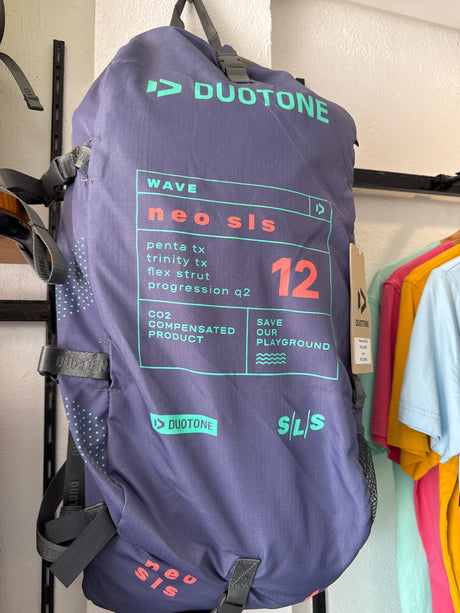 DUOTONE
WAVE
neo sls
penta tx
trinity tx
flex strut
progression q2
12
CO2
COMPENSATED
PRODUCT
SAVE
OUR
PLAYGROUND
DUOTONE
S/L/S
DUOTONE
neo
sls